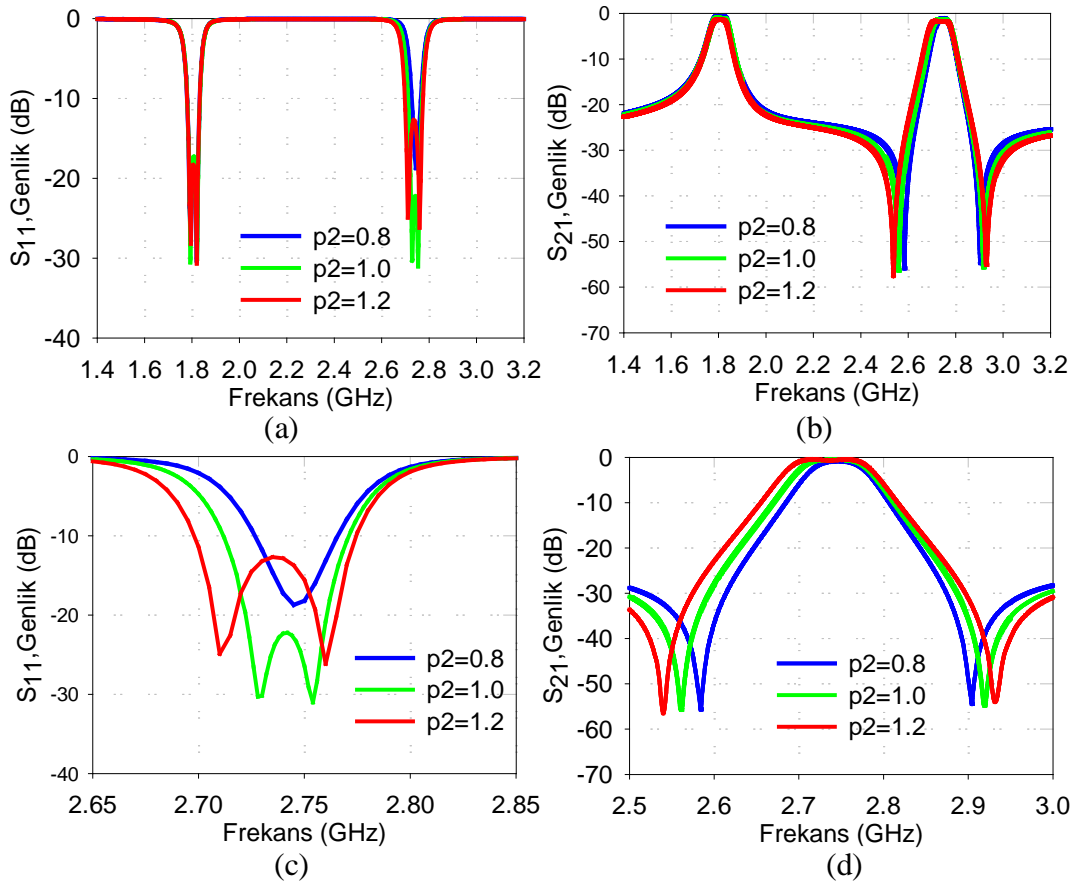 0
-10
-20
-30
-40
S11,Genlik (dB)
p2=0.8
p2=1.0
p2=1.2
1.4 1.6 1.8 2.0 2.2 2.4 2.6 2.8 3.0 3.2
Frekans (GHz)
(a)
0
-10
-20
-30
-40
-50
-60
-70
S21,Genlik (dB)
p2=0.8
p2=1.0
p2=1.2
1.4 1.6 1.8 2.0 2.2 2.4 2.6 2.8 3.0 3.2
Frekans (GHz)
(b)
0
-10
-20
-30
-40
S11,Genlik (dB)
p2=0.8
p2=1.0
p2=1.2
2.65 2.70 2.75 2.80 2.85
Frekans (GHz)
(c)
0
-10
-20
-30
-40
-50
-60
-70
S21,Genlik (dB)
p2=0.8
p2=1.0
p2=1.2
2.5 2.6 2.7 2.8 2.9 3.0
Frekans (GHz)
(d)